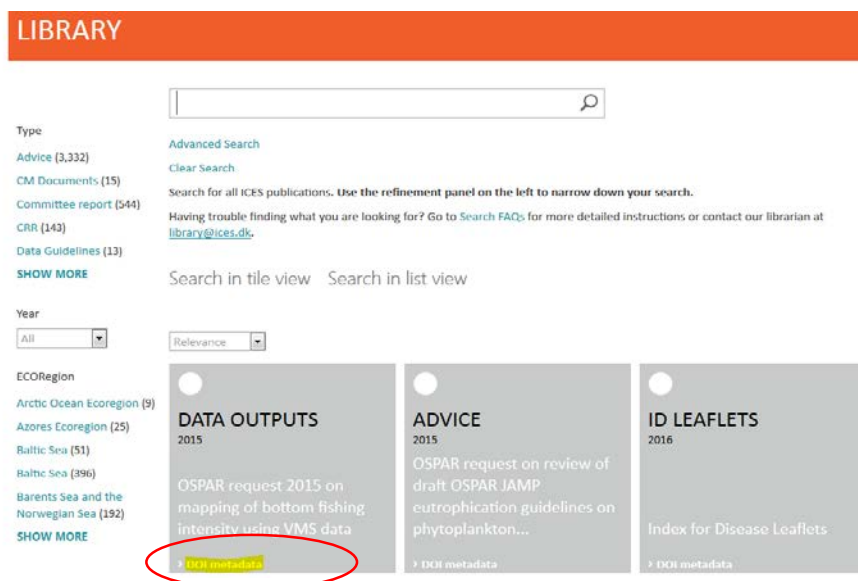 LIBRARY
Type
Advice (3,332)
CM Documents (15)
Committee report (544)
CRR (143)
Data Guidelines (13)
SHOW MORE
Year
All
ECORegion
Arctic Ocean Ecoregion (9)
Azores Ecoregion (25)
Baltic Sea (51)
Baltic Sea (396)
Barents Sea and the
Norwegian Sea (192)
SHOW MORE
Advanced Search
Clear Search
Search for all ICES publications. Use the refinement panel on the left to narrow down your search.
Having trouble finding what you are looking for? Go to Search FAQs for more detailed instructions or contact our librarian at
library@ices.dk.
Search in tile view Search in list view
Relevance
DATA OUTPUTS
2015
OSPAR request 2015 on
mapping of bottom fishing
intensity using VMS data
› DOI metadata
ADVICE
2015
OSPAR request on review of
draft OSPAR JAMP
eutrophication guidelines on
phytoplankton...
› DOI metadata
ID LEAFLETS
2016
Index for Disease Leaflets
› DOI metadata